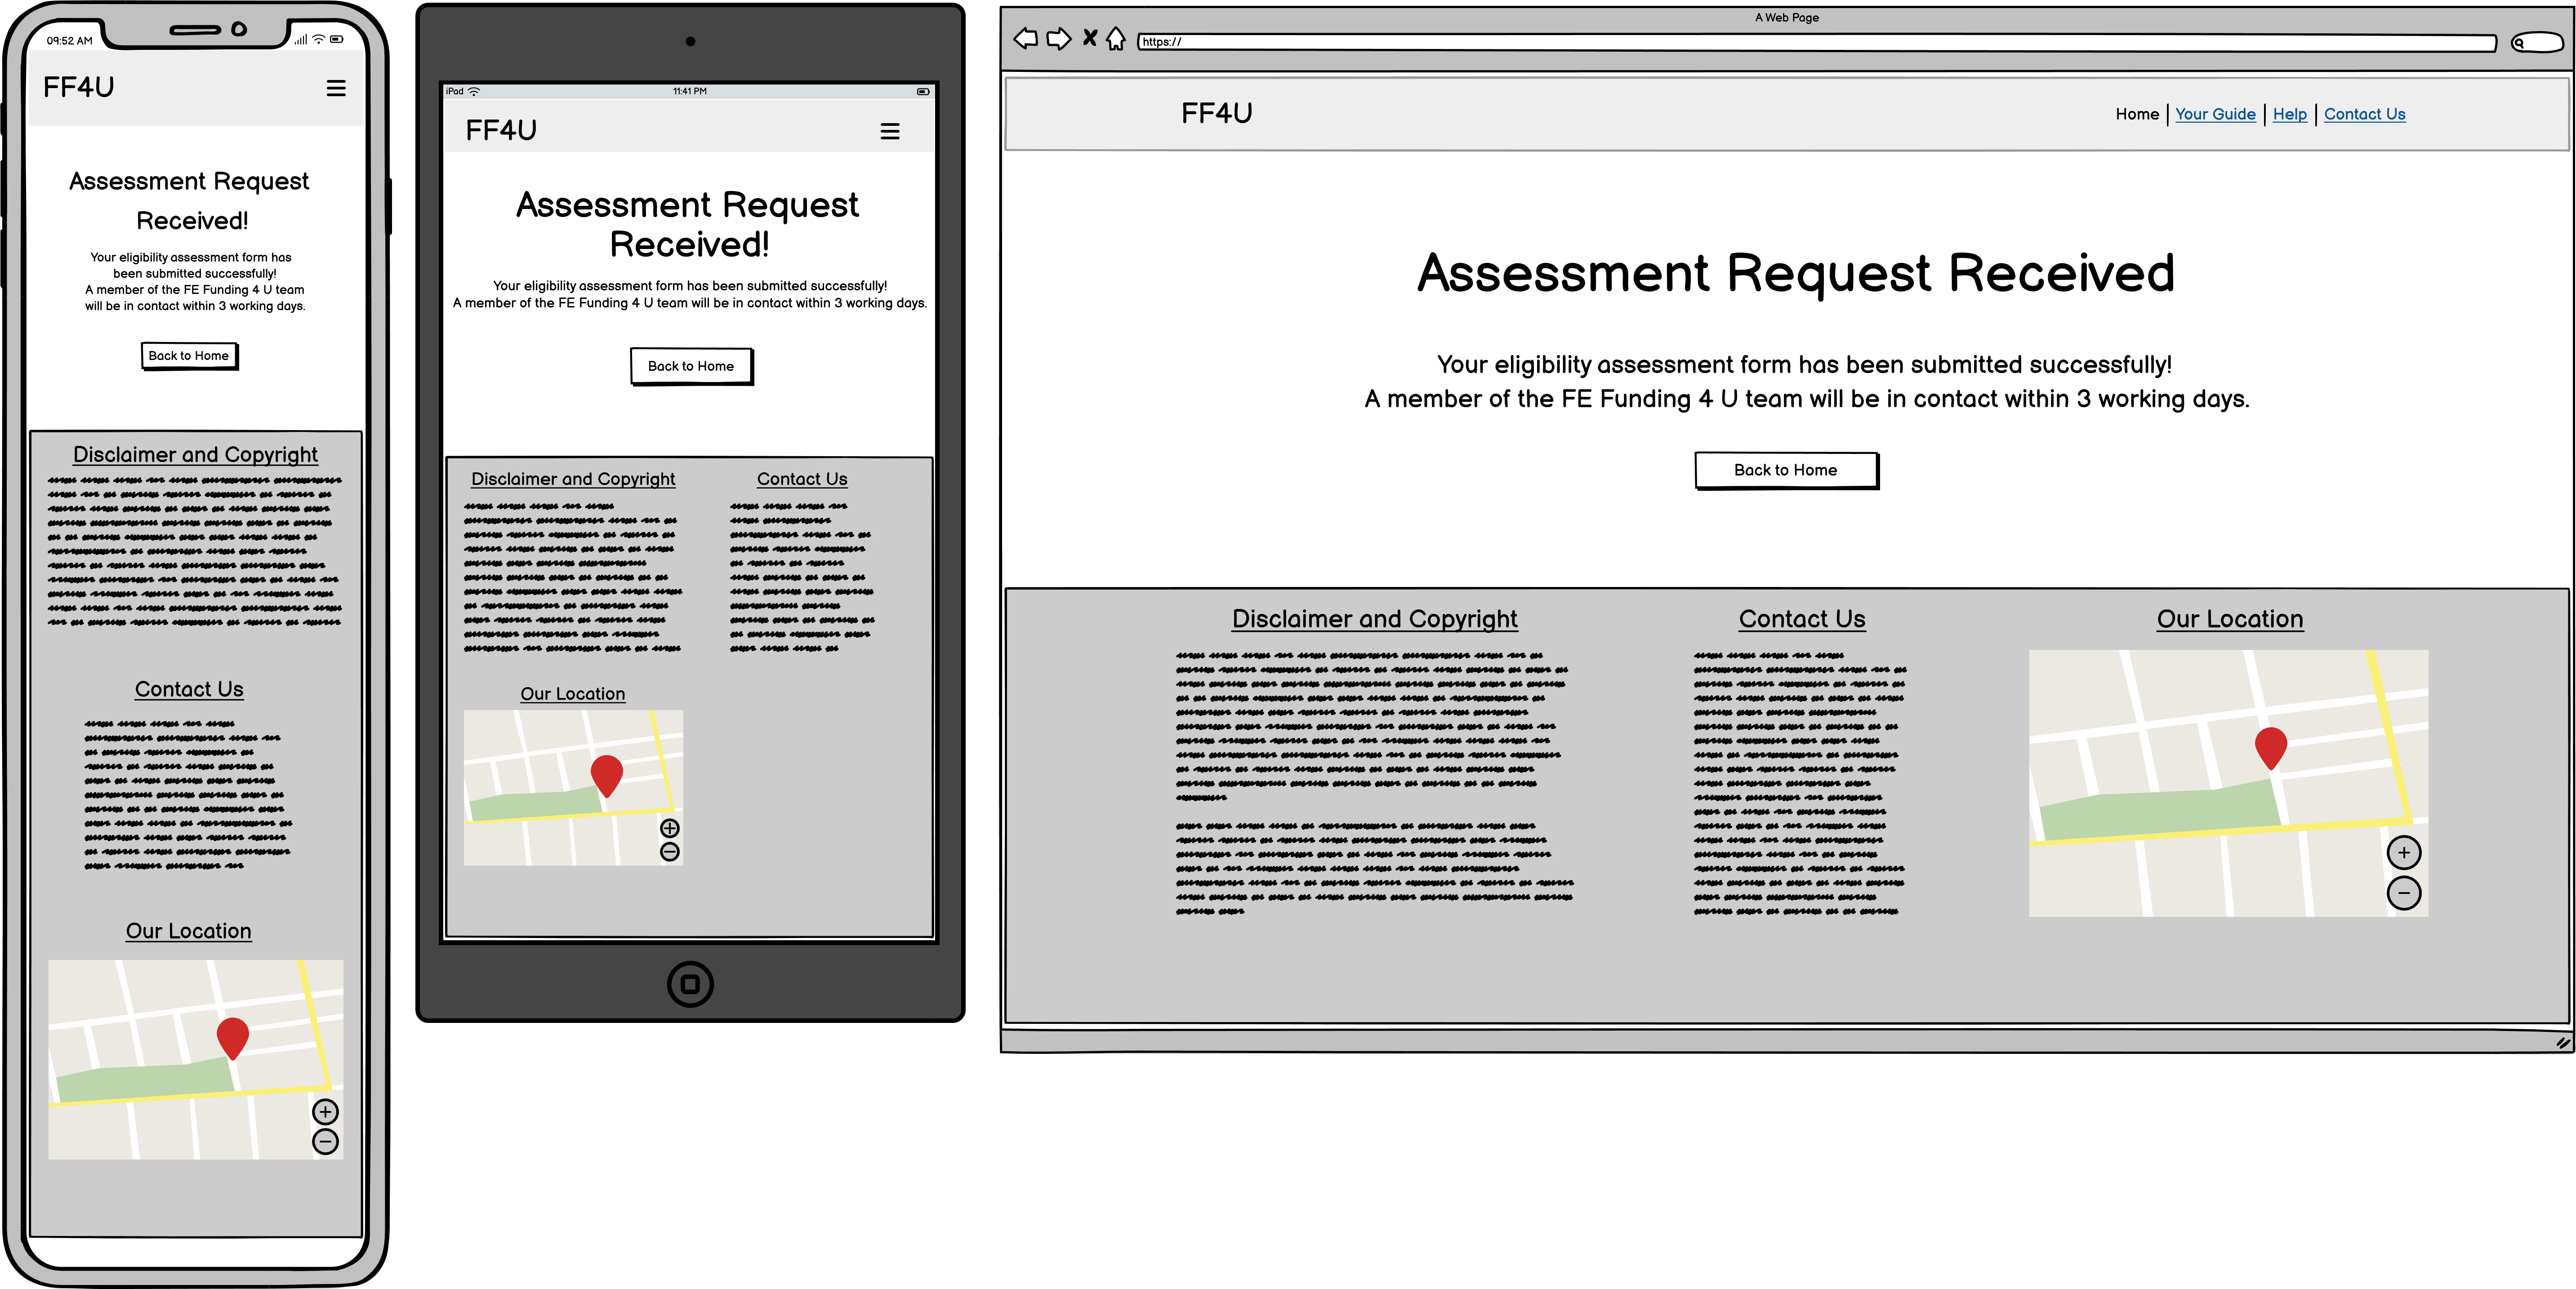 09:52 AM
FF4U
Assessment Request
Received!
Your eligibility assessment form has
been submitted successfully!
A member of the FE Funding 4 U team
will be in contact within 3 working days.
Back to Home
Disclaimer and Copyright
Contact Us
Our Location
iPad
11:41 PM
FF4U
Assessment Request
Received!
Your eligibility assessment form has been submitted successfully!
A member of the FE Funding 4 U team will be in contact within 3 working days.
Back to Home
Disclaimer and Copyright
Contact Us
Our Location
A Web Page
https://
FF4U
Home | Your Guide | Help | Contact Us
Assessment Request Received
Your eligibility assessment form has been submitted successfully!
A member of the FE Funding 4 U team will be in contact within 3 working days.
Back to Home
Disclaimer and Copyright
Contact Us
Our Location